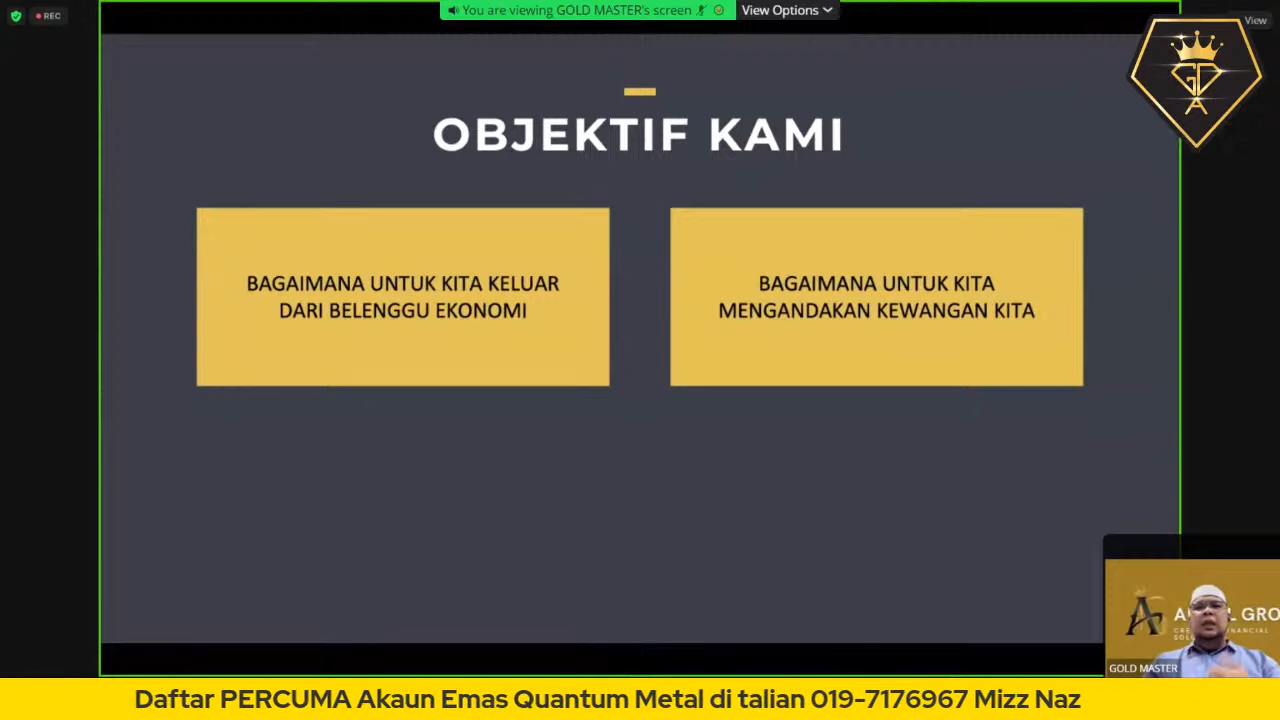 REC
You are viewing GOLD MASTER's screen
View Options
View
GDA
OBJEKTIF KAMI
BAGAIMANA UNTUK KITA KELUAR
DARI BELENGGU EKONOMI
BAGAIMANA UNTUK KITA
MENGANDAKAN KEWANGAN KITA
GOLD MASTER
Daftar PERCUMA Akaun Emas Quantum Metal di talian 019-7176967 Mizz Naz